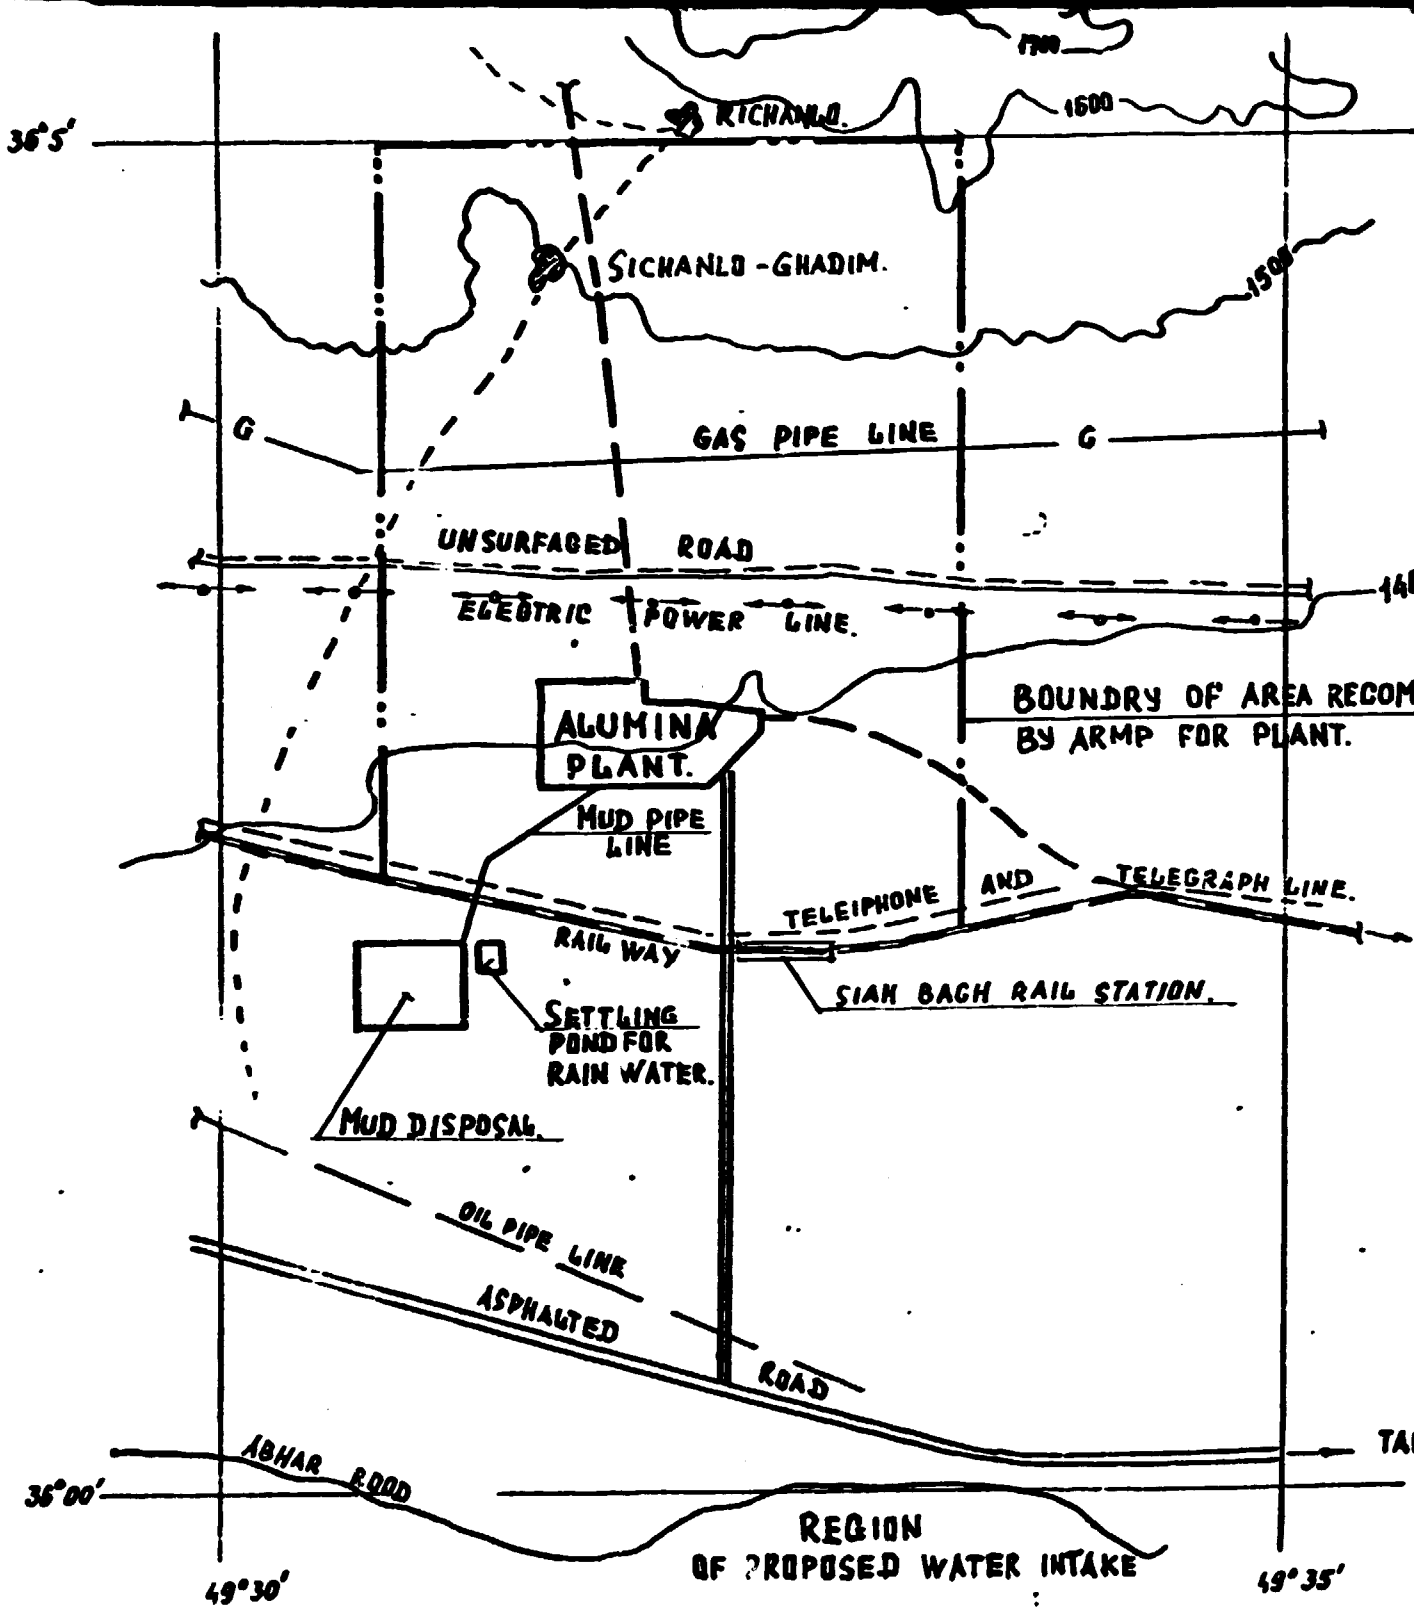 1700
36°5'
RICHANLO.
1600
SICHANLO-GHADIM.
1500
G
GAS PIPE LINE
G
UNSURFACED ROAD
ELECTRIC POWER LINE.
BOUNDRY OF AREA RECOM
BY ARMP FOR PLANT.
ALUMINA
PLANT.
MUD PIPE
LINE
TELEIPHONE AND TELEGRAPH LINE.
RAIL WAY
SIAH BAGH RAIL STATION.
SETTLING
POND FOR
RAIN WATER.
MUD DISPOSAL.
OIL PIPE LINE
ASPHALTED ROAD
ABHAR ROOD
36°00'
REGION
OF PROPOSED WATER INTAKE
49°30'
49°35'